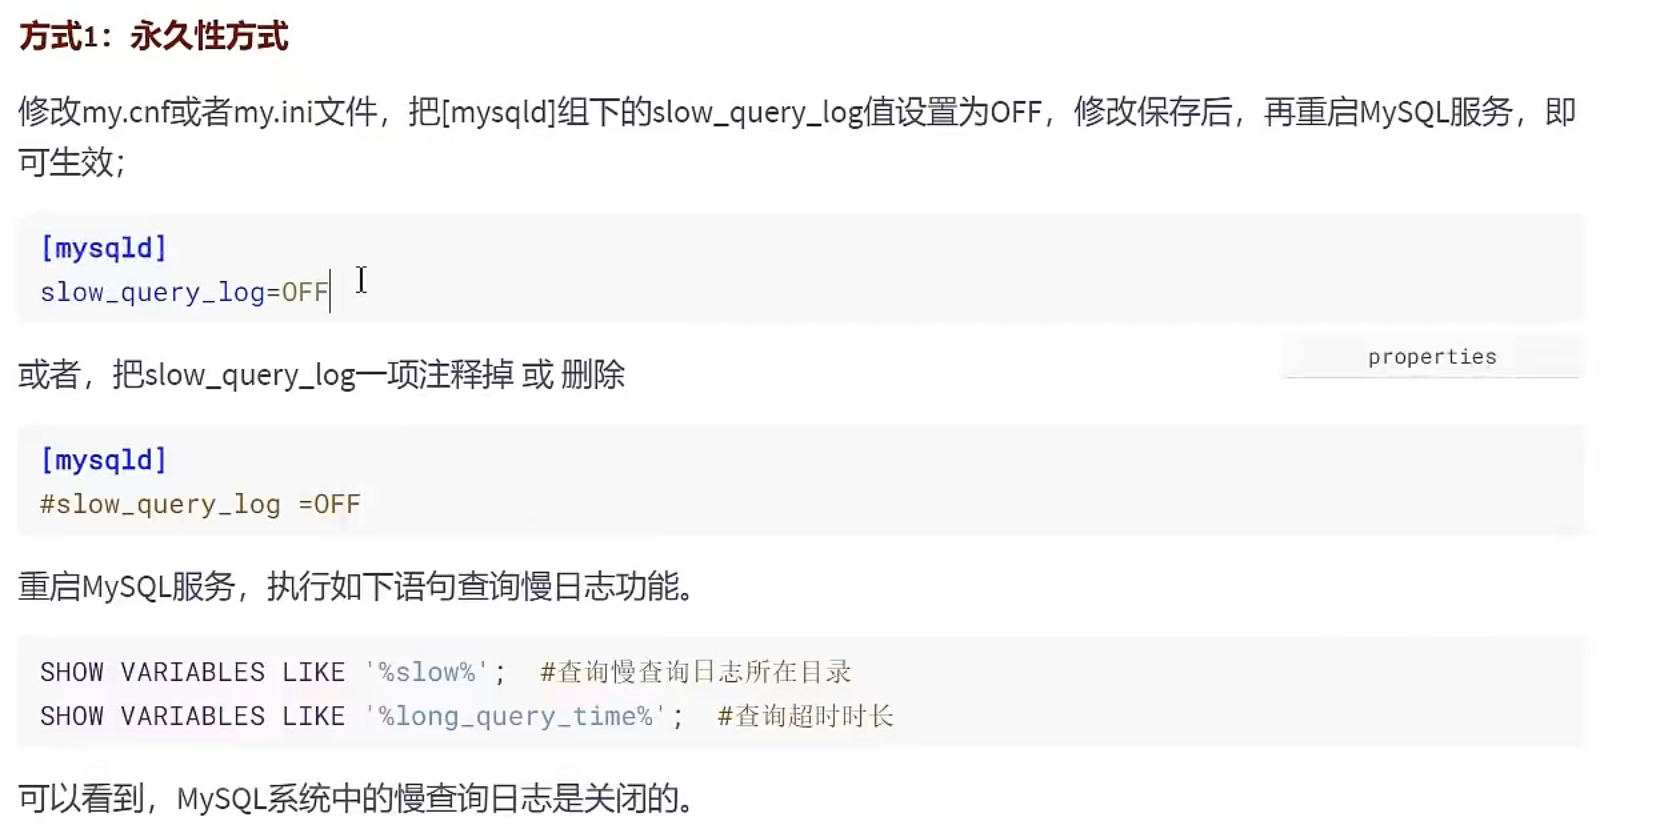 方式1：永久性方式
修改my.cnf或者my.ini文件，把[mysqld]组下的slow_query_log值设置为OFF，修改保存后，再重启MySQL服务，即
可生效；
[mysqld]
slow_query_log=OFF
或者，把slow_query_log一项注释掉 或 删除
properties
[mysqld]
#slow_query_log =OFF
重启MySQL服务，执行如下语句查询慢日志功能。
SHOW VARIABLES LIKE '%slow%';  #查询慢查询日志所在目录
SHOW VARIABLES LIKE '%long_query_time%';  #查询超时时长
可以看到，MySQL系统中的慢查询日志是关闭的。